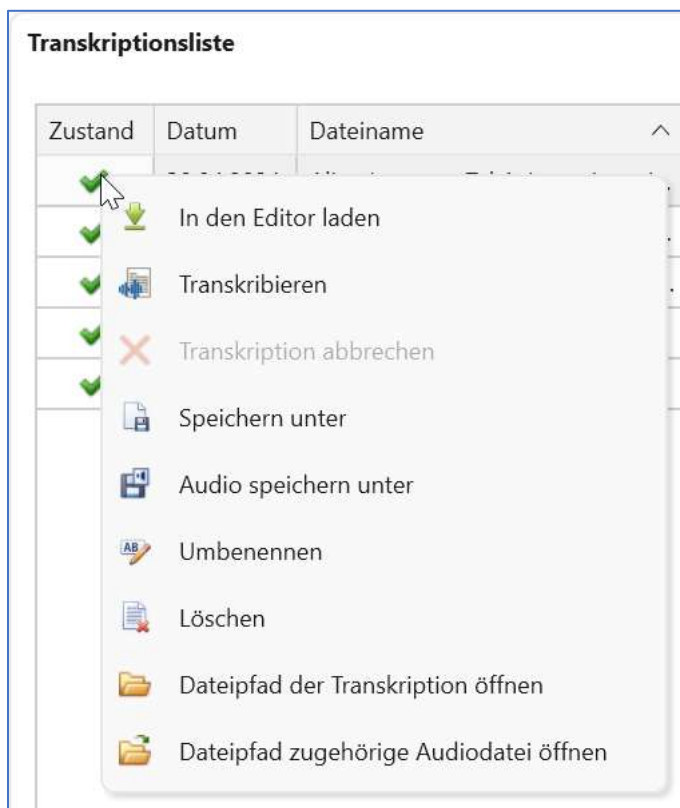 Transkriptionsliste
Zustand Datum Dateiname
In den Editor laden
Transkribieren
Transkription abbrechen
Speichern unter
Audio speichern unter
AB
Umbenennen
Löschen
Dateipfad der Transkription öffnen
Dateipfad zugehörige Audiodatei öffnen